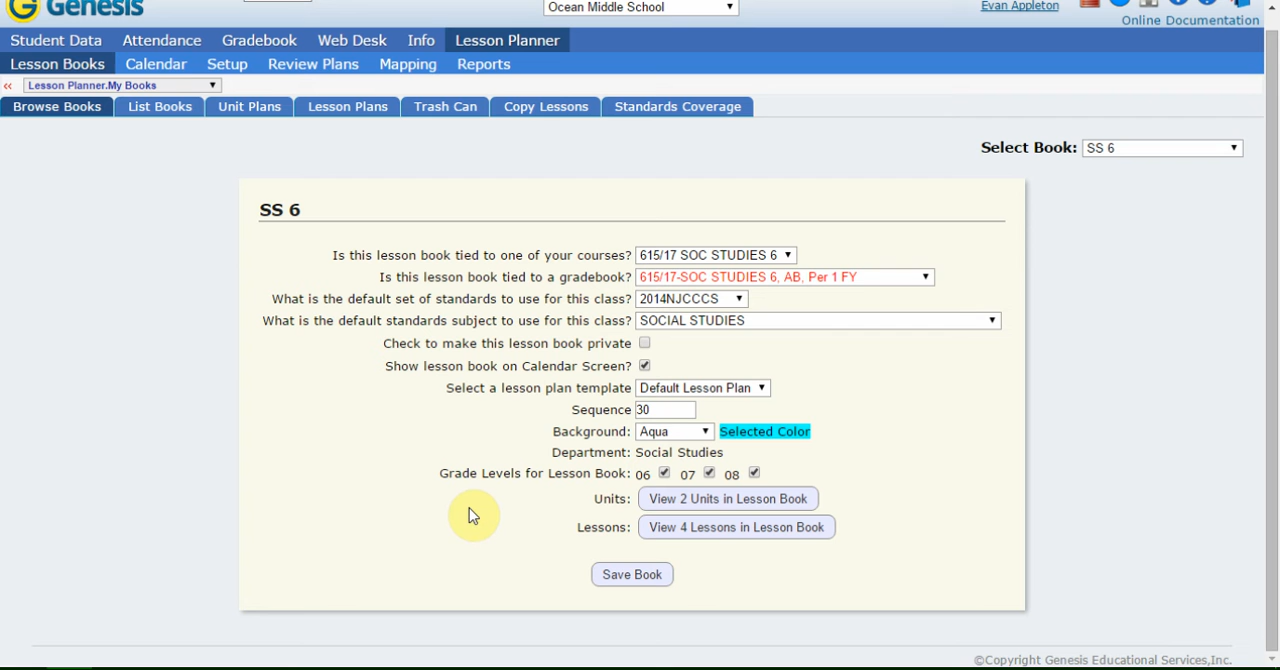 Genesis
Ocean Middle School
Evan Appleton
Online Documentation
Student Data Attendance Gradebook Web Desk Info Lesson Planner
Lesson Books Calendar Setup Review Plans Mapping Reports
« Lesson Planner.My Books
Browse Books List Books Unit Plans Lesson Plans Trash Can Copy Lessons Standards Coverage
Select Book: SS 6
SS 6
Is this lesson book tied to one of your courses? 615/17 SOC STUDIES 6
Is this lesson book tied to a gradebook? 615/17-SOC STUDIES 6, AB, Per 1 FY
What is the default set of standards to use for this class? 2014NJCCCS
What is the default standards subject to use for this class? SOCIAL STUDIES
Check to make this lesson book private
Show lesson book on Calendar Screen?
Select a lesson plan template Default Lesson Plan
Sequence 30
Background: Aqua Selected Color
Department: Social Studies
Grade Levels for Lesson Book: 06 07 08
Units: View 2 Units in Lesson Book
Lessons: View 4 Lessons in Lesson Book
Save Book
©Copyright Genesis Educational Services,Inc.